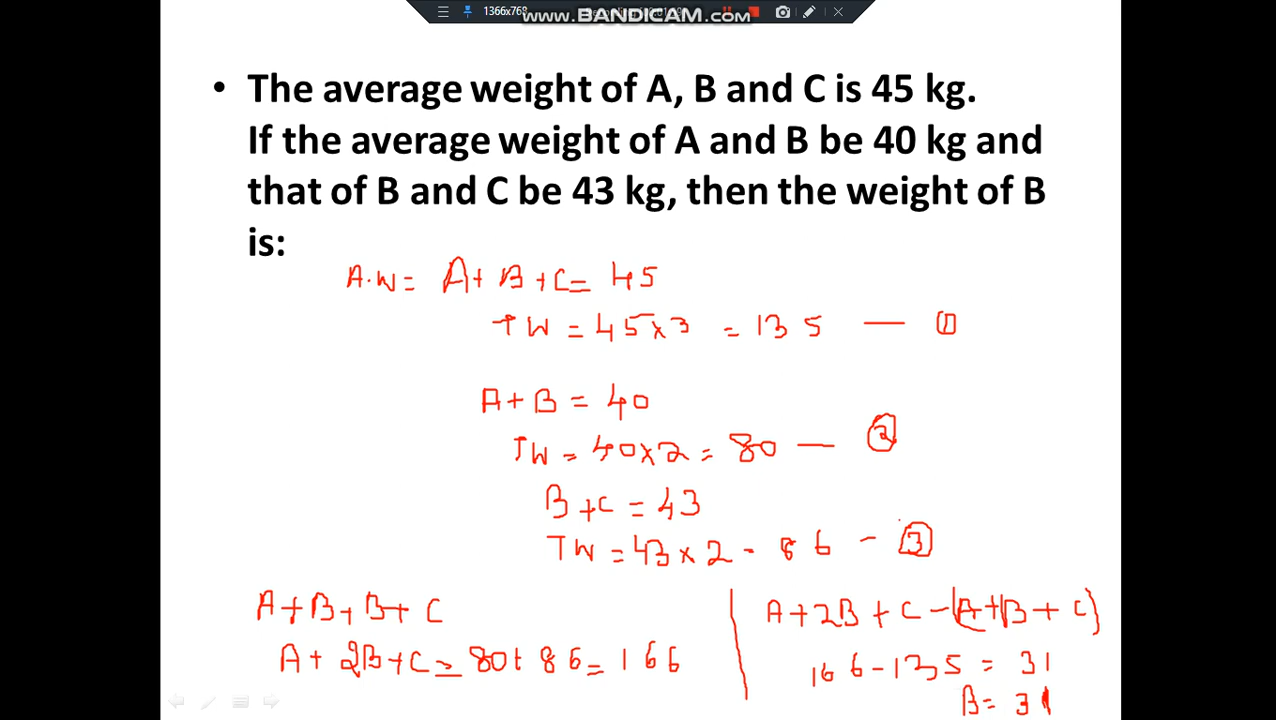 1366x768
www.BANDICAM.com
• The average weight of A, B and C is 45 kg.
If the average weight of A and B be 40 kg and
that of B and C be 43 kg, then the weight of B
is:
A.W = A+B+C = 45
TW = 45x3 = 135 — ①
A+B = 40
TW = 40x2 = 80 — ②
B+C = 43
TW = 43x2 - 86 - ③
A+B+B+C
A+2B+C = 80+86 = 166
A+2B+C-(A+B+C)
166-135 = 31
B = 31